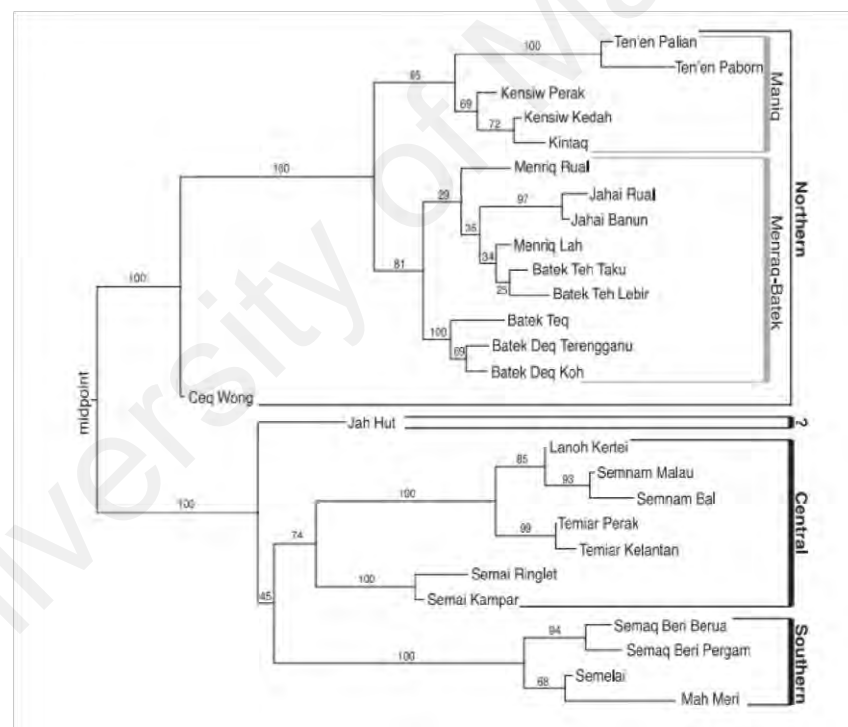 University of Ma
100
Ten'en Palian
Ten'en Paborn
85
69
Kensiw Perak
72
Kensiw Kedah
Kintaq
Maniq
100
Menriq Rual
29
97
Jahai Rual
Jahai Banun
35
Menriq Lah
34
Batek Teh Taku
25
Batek Teh Lebir
81
Batek Teq
100
Batek Deq Terengganu
69
Batek Deq Koh
Menraq-Batek
Northern
100
Ceq Wong
midpoint
Jah Hut
?
100
Lanoh Kertei
85
93
Semnam Malau
Semnam Bal
100
Temiar Perak
99
Temiar Kelantan
74
Semai Ringlet
100
Semai Kampar
Central
45
Semaq Beri Berua
94
Semaq Beri Pergam
100
Semelai
68
Mah Meri
Southern